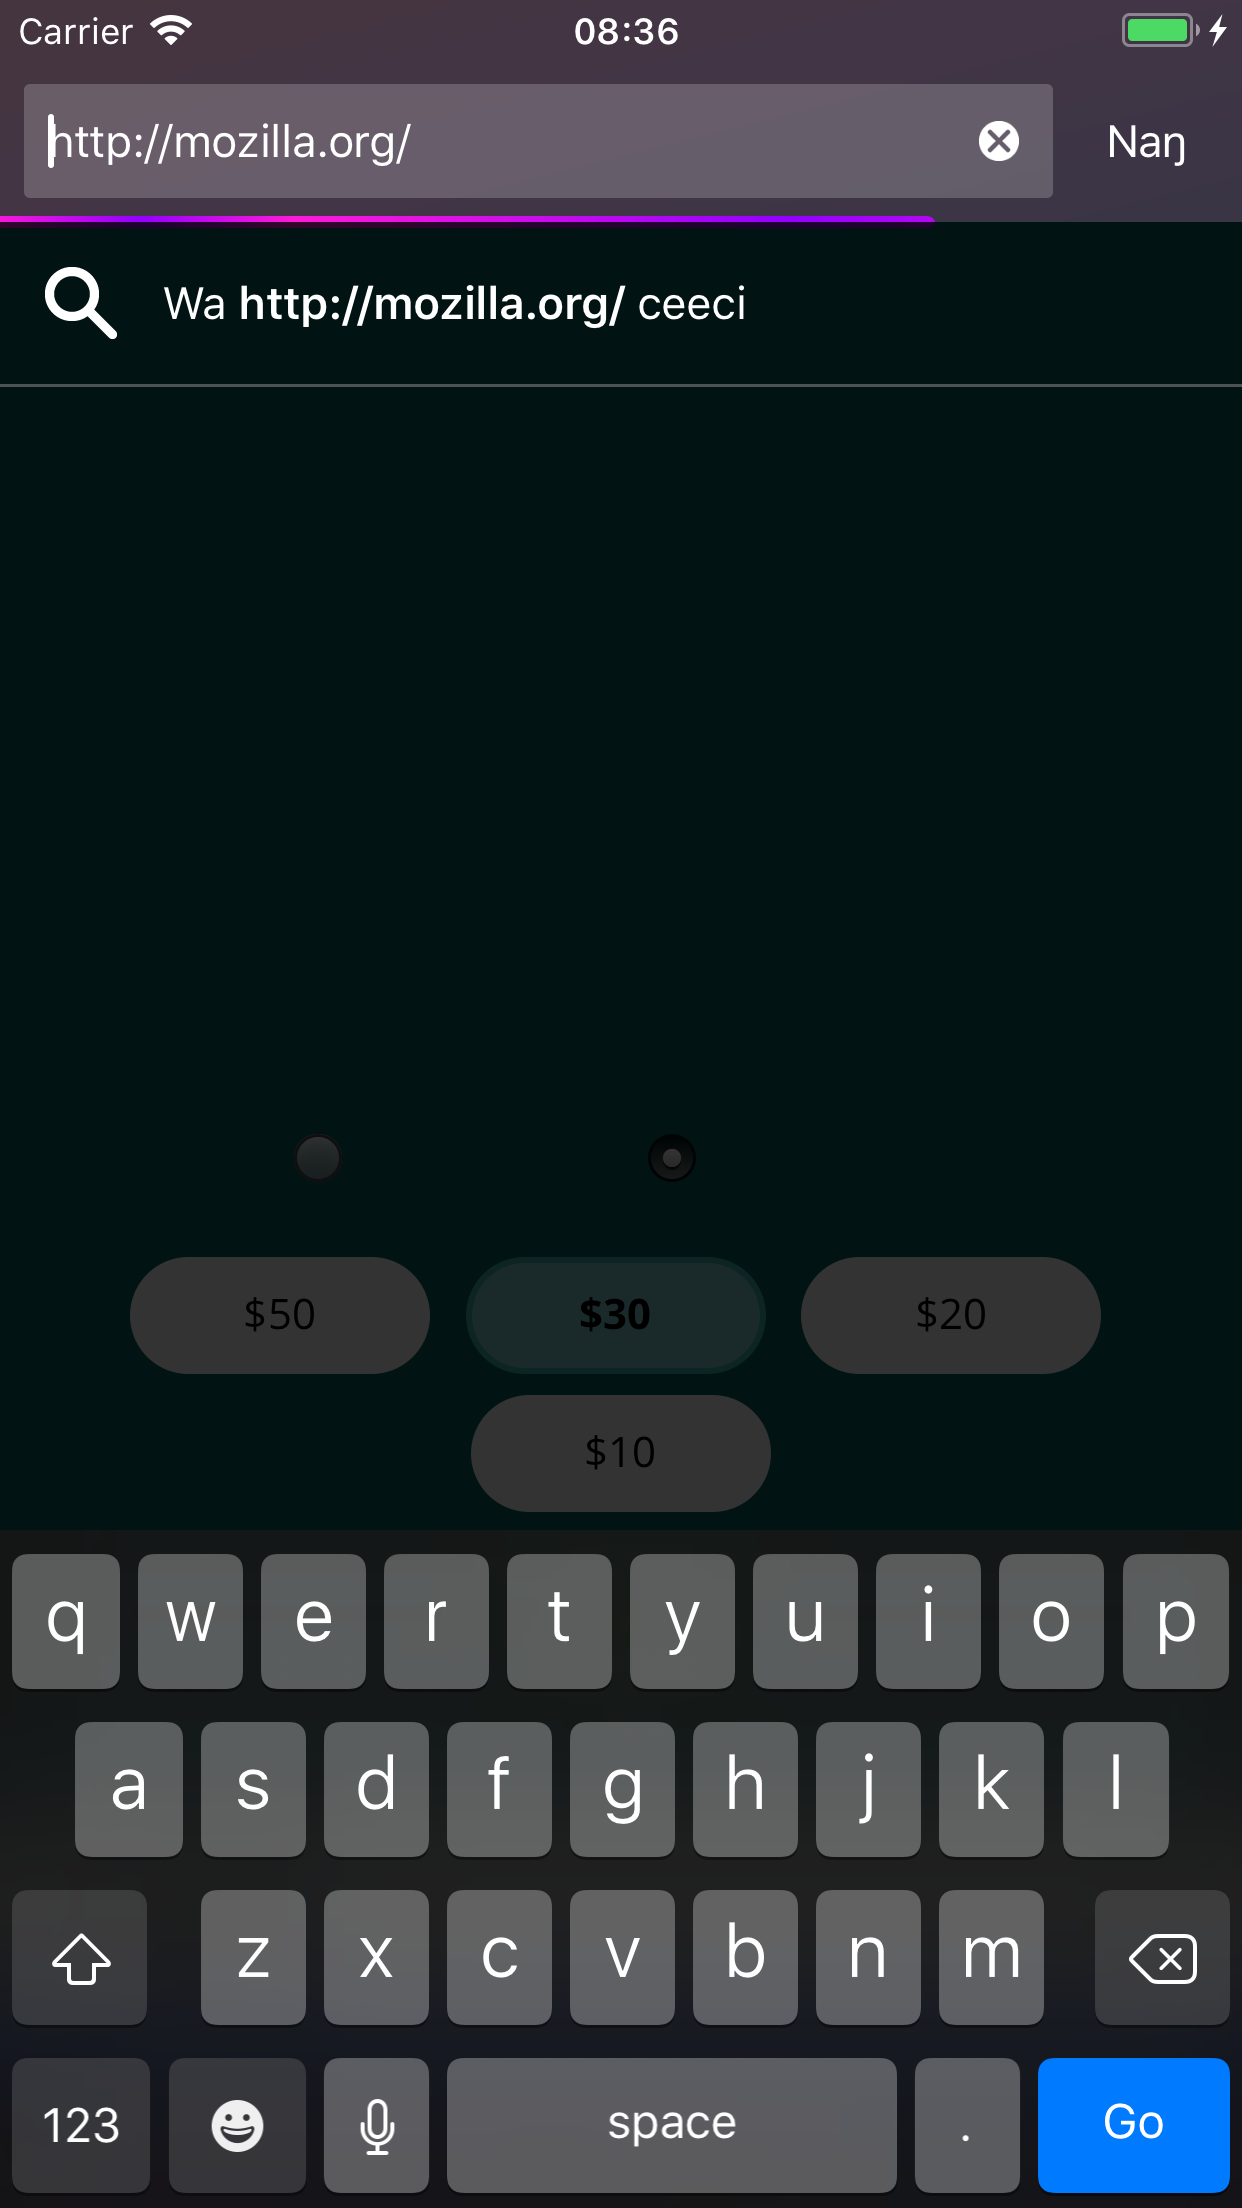 Carrier 08:36
http://mozilla.org/ Naŋ
Wa http://mozilla.org/ ceeci
$50 $30 $20
$10
q w e r t y u i o p
a s d f g h j k l
z x c v b n m
123 space . Go